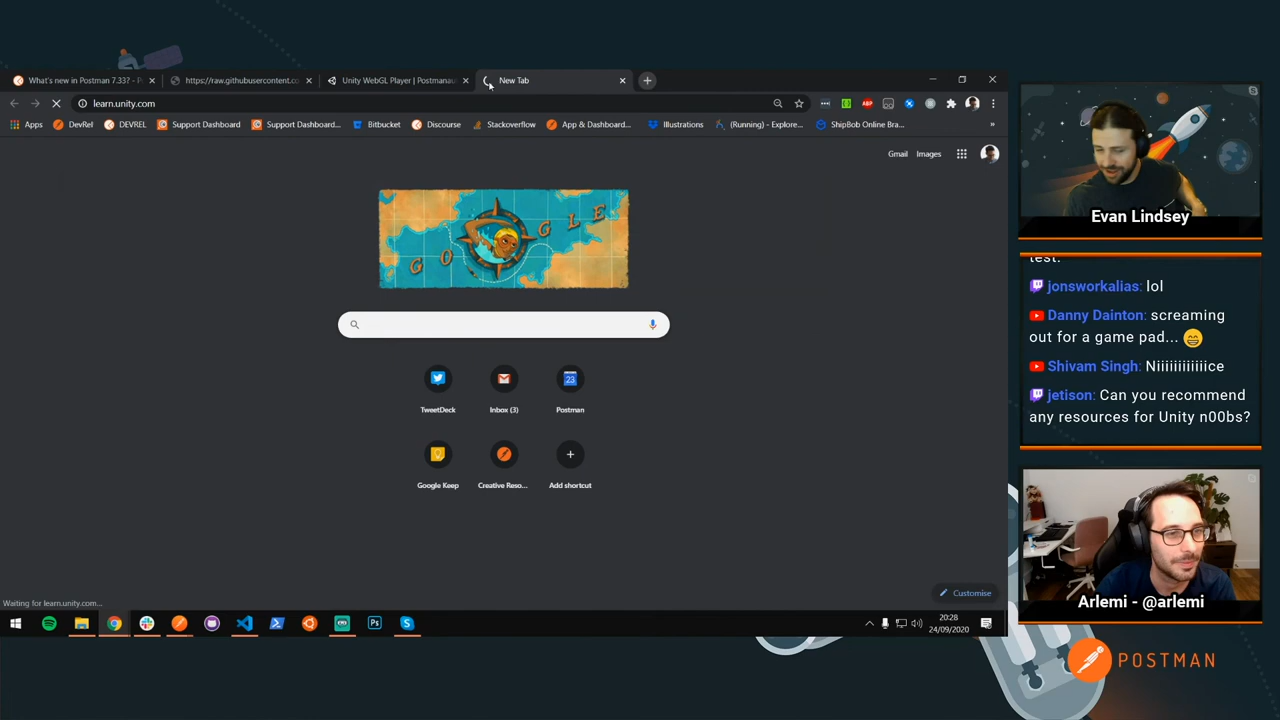 What's new in Postman 7.33? - P
https://raw.githubusercontent.co
Unity WebGL Player | Postmanau
New Tab
learn.unity.com
Apps
DevRel
DEVREL
Support Dashboard
Support Dashboard...
Bitbucket
Discourse
Stackoverflow
App & Dashboard...
Illustrations
(Running) - Explore...
ShipBob Online Bra...
»
Gmail
Images
G O G L E
TweetDeck
Inbox (3)
23
Postman
Google Keep
Creative Reso...
Add shortcut
Waiting for learn.unity.com...
Customise
Ps
20:28
24/09/2020
Evan Lindsey
test.
jonsworkalias: lol
Danny Dainton: screaming
out for a game pad... 😄
Shivam Singh: Niiiiiiiiiiice
jetison: Can you recommend
any resources for Unity n00bs?
Arlemi - @arlemi
POSTMAN